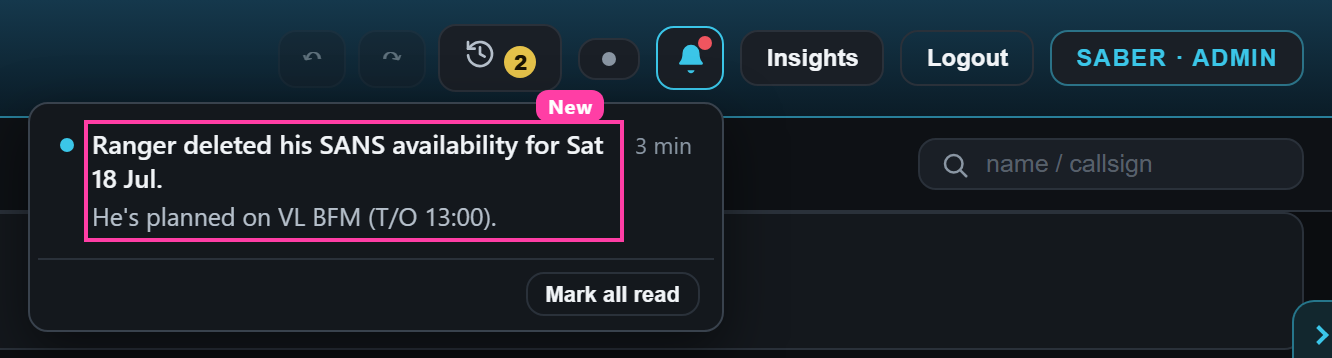 2
Insights
Logout
SABER · ADMIN
New
Ranger deleted his SANS availability for Sat
18 Jul.
3 min
He's planned on VL BFM (T/O 13:00).
Mark all read
name / callsign